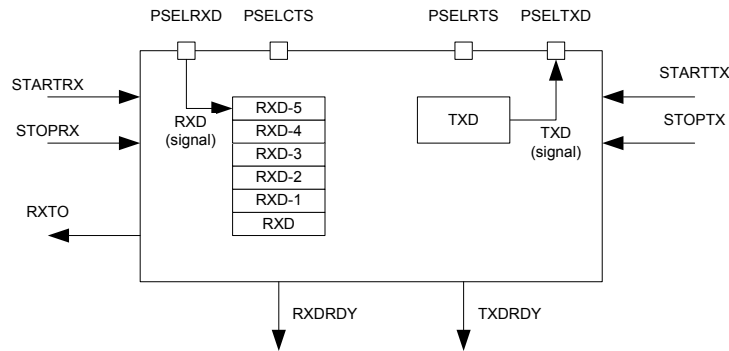 PSELRXD PSELCTS PSELRTS PSELTXD
STARTRX
STOPRX
RXTO
RXD
(signal)
RXD-5
RXD-4
RXD-3
RXD-2
RXD-1
RXD
TXD
TXD
(signal)
STARTTX
STOPTX
RXDRDY
TXDRDY